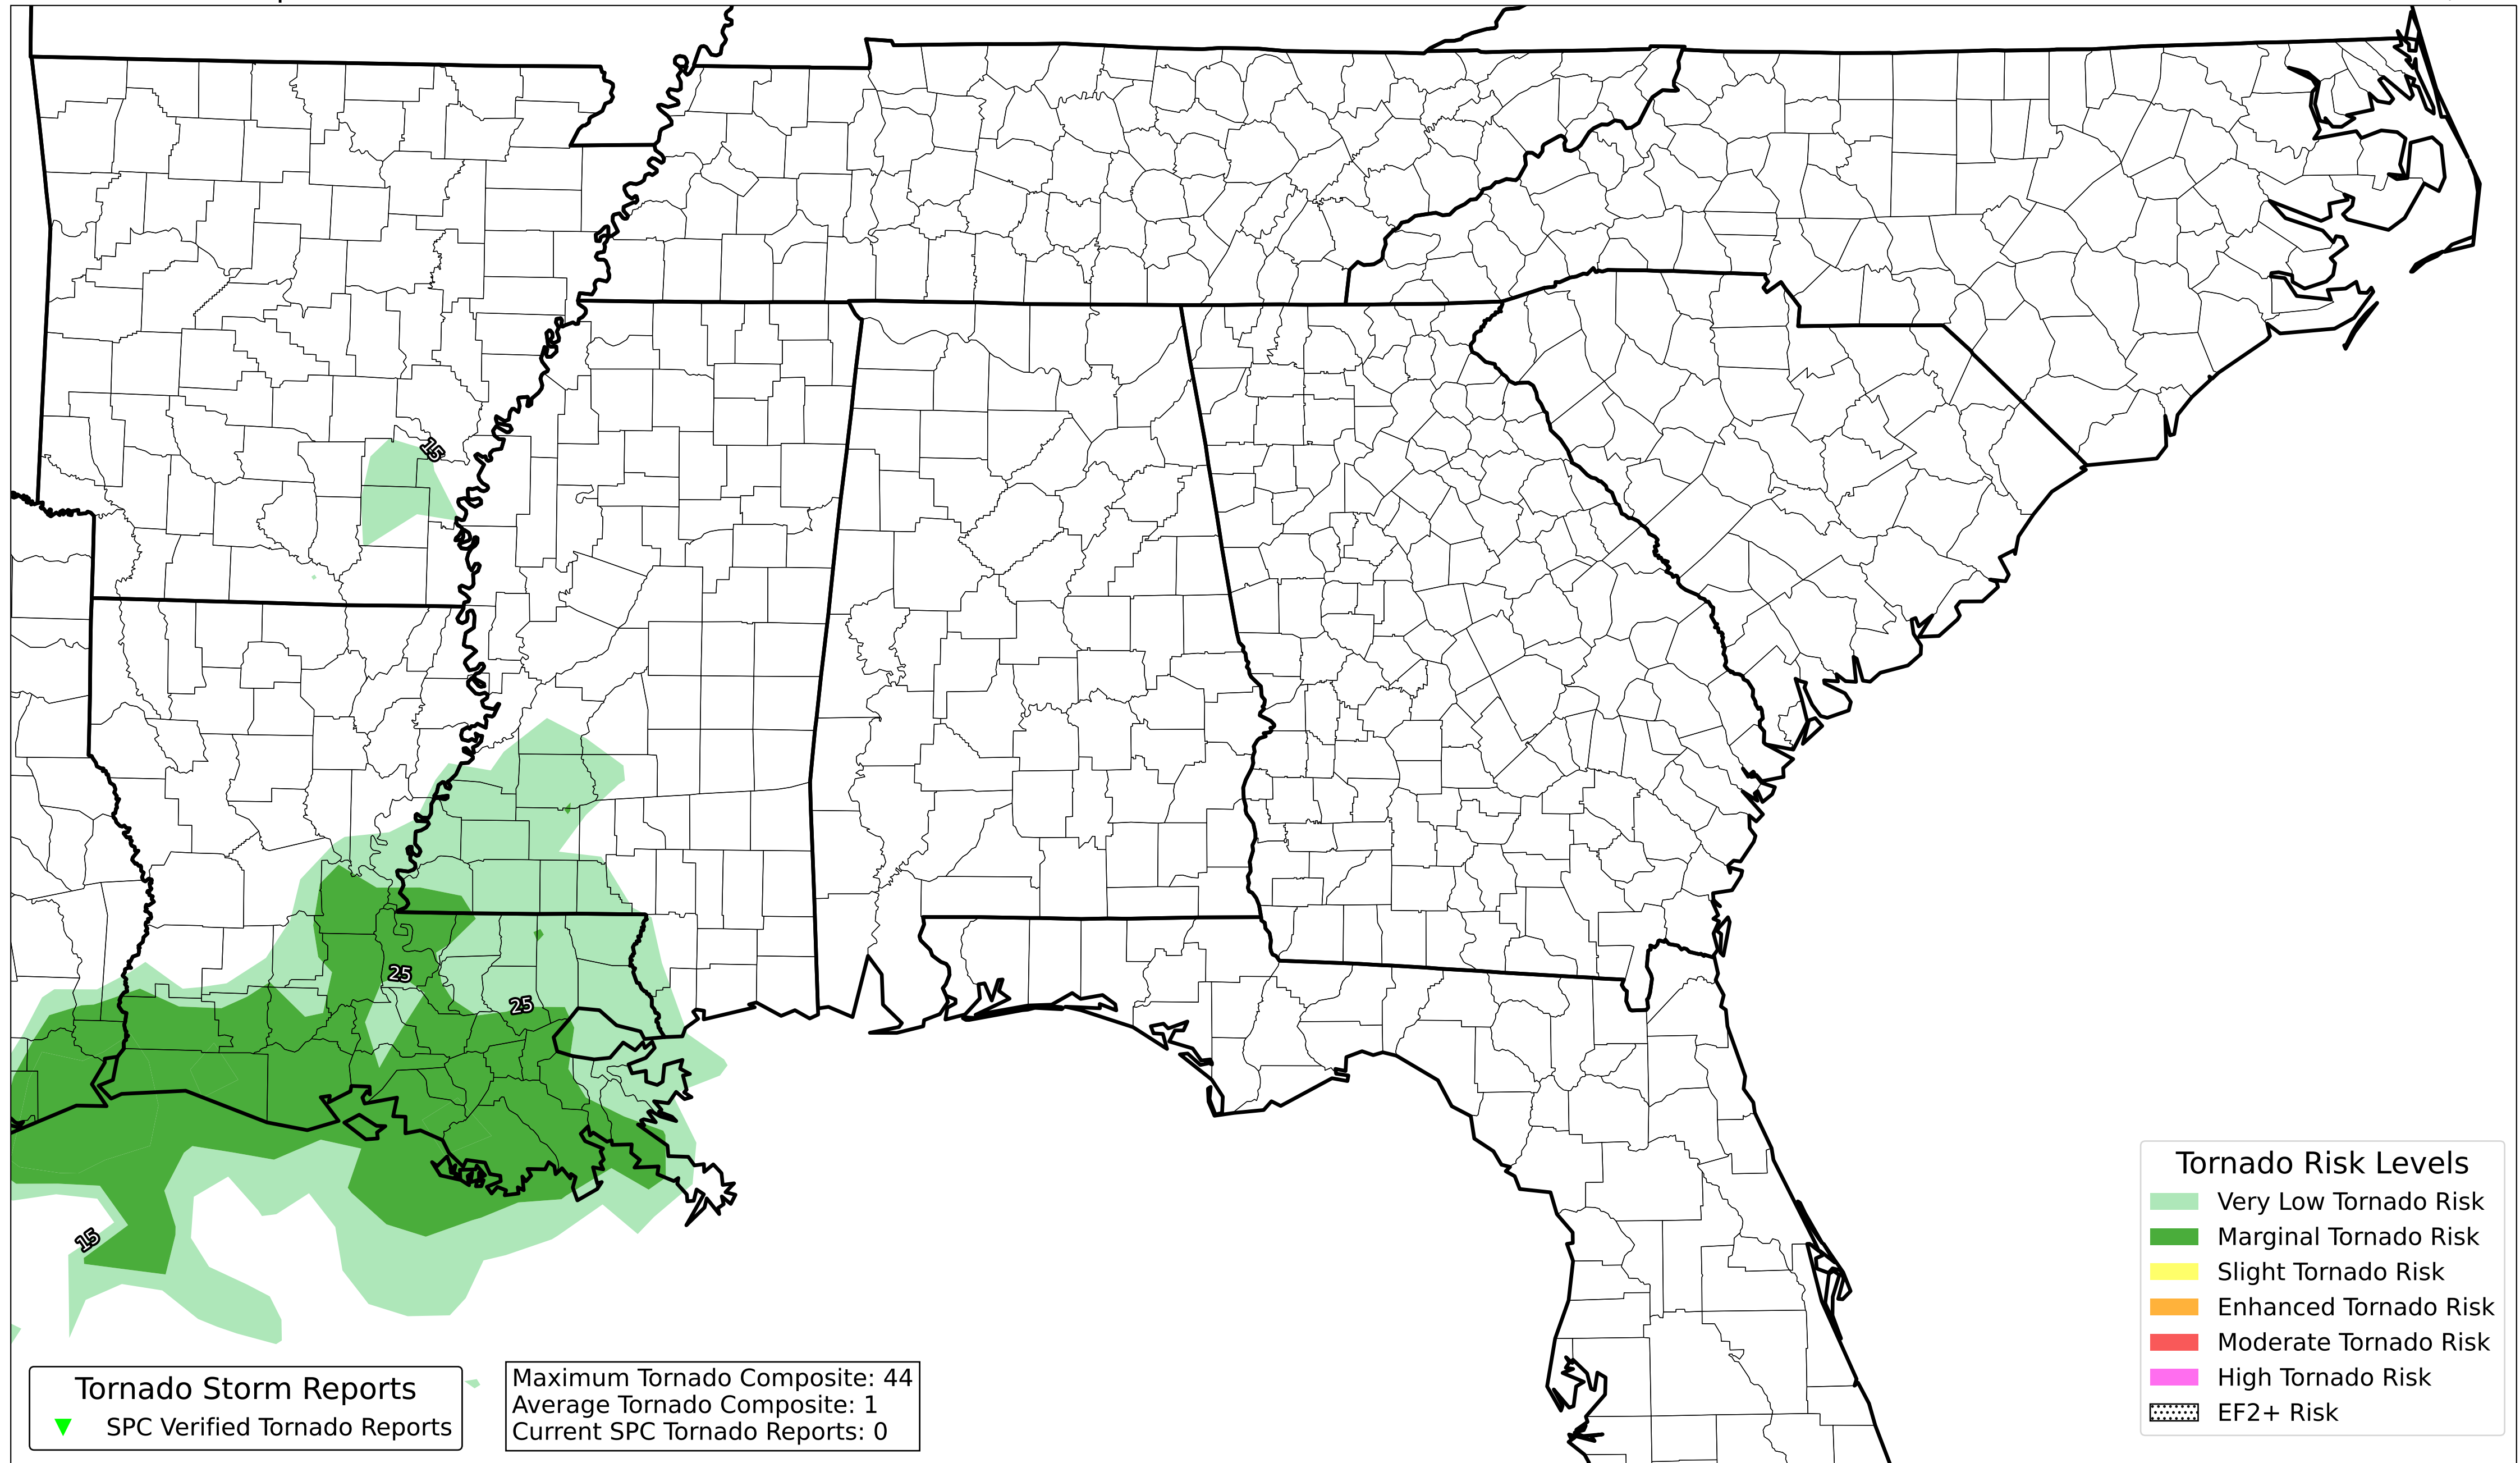 15
25
25
15
Tornado Risk Levels
Very Low Tornado Risk
Marginal Tornado Risk
Slight Tornado Risk
Enhanced Tornado Risk
Moderate Tornado Risk
High Tornado Risk
EF2+ Risk
Tornado Storm Reports
SPC Verified Tornado Reports
Maximum Tornado Composite: 44
Average Tornado Composite: 1
Current SPC Tornado Reports: 0